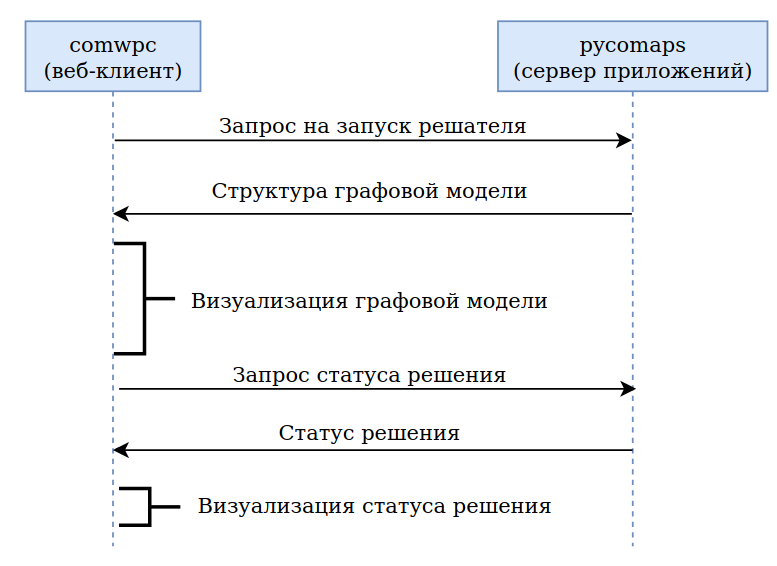 comwpc
(веб-клиент)
pycomaps
(сервер приложений)
Запрос на запуск решателя
Структура графовой модели
Визуализация графовой модели
Запрос статуса решения
Статус решения
Визуализация статуса решения